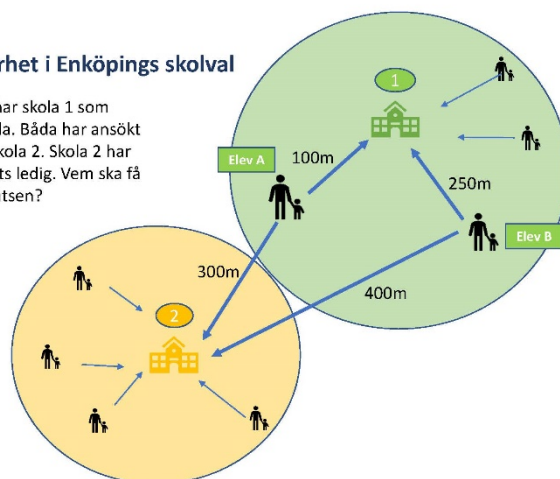 rhet i Enköpings skolval
har skola 1 som
la. Båda har ansökt
kola 2. Skola 2 har
ts ledig. Vem ska få
tsen?
1
Elev A
100m
250m
Elev B
300m
400m
2